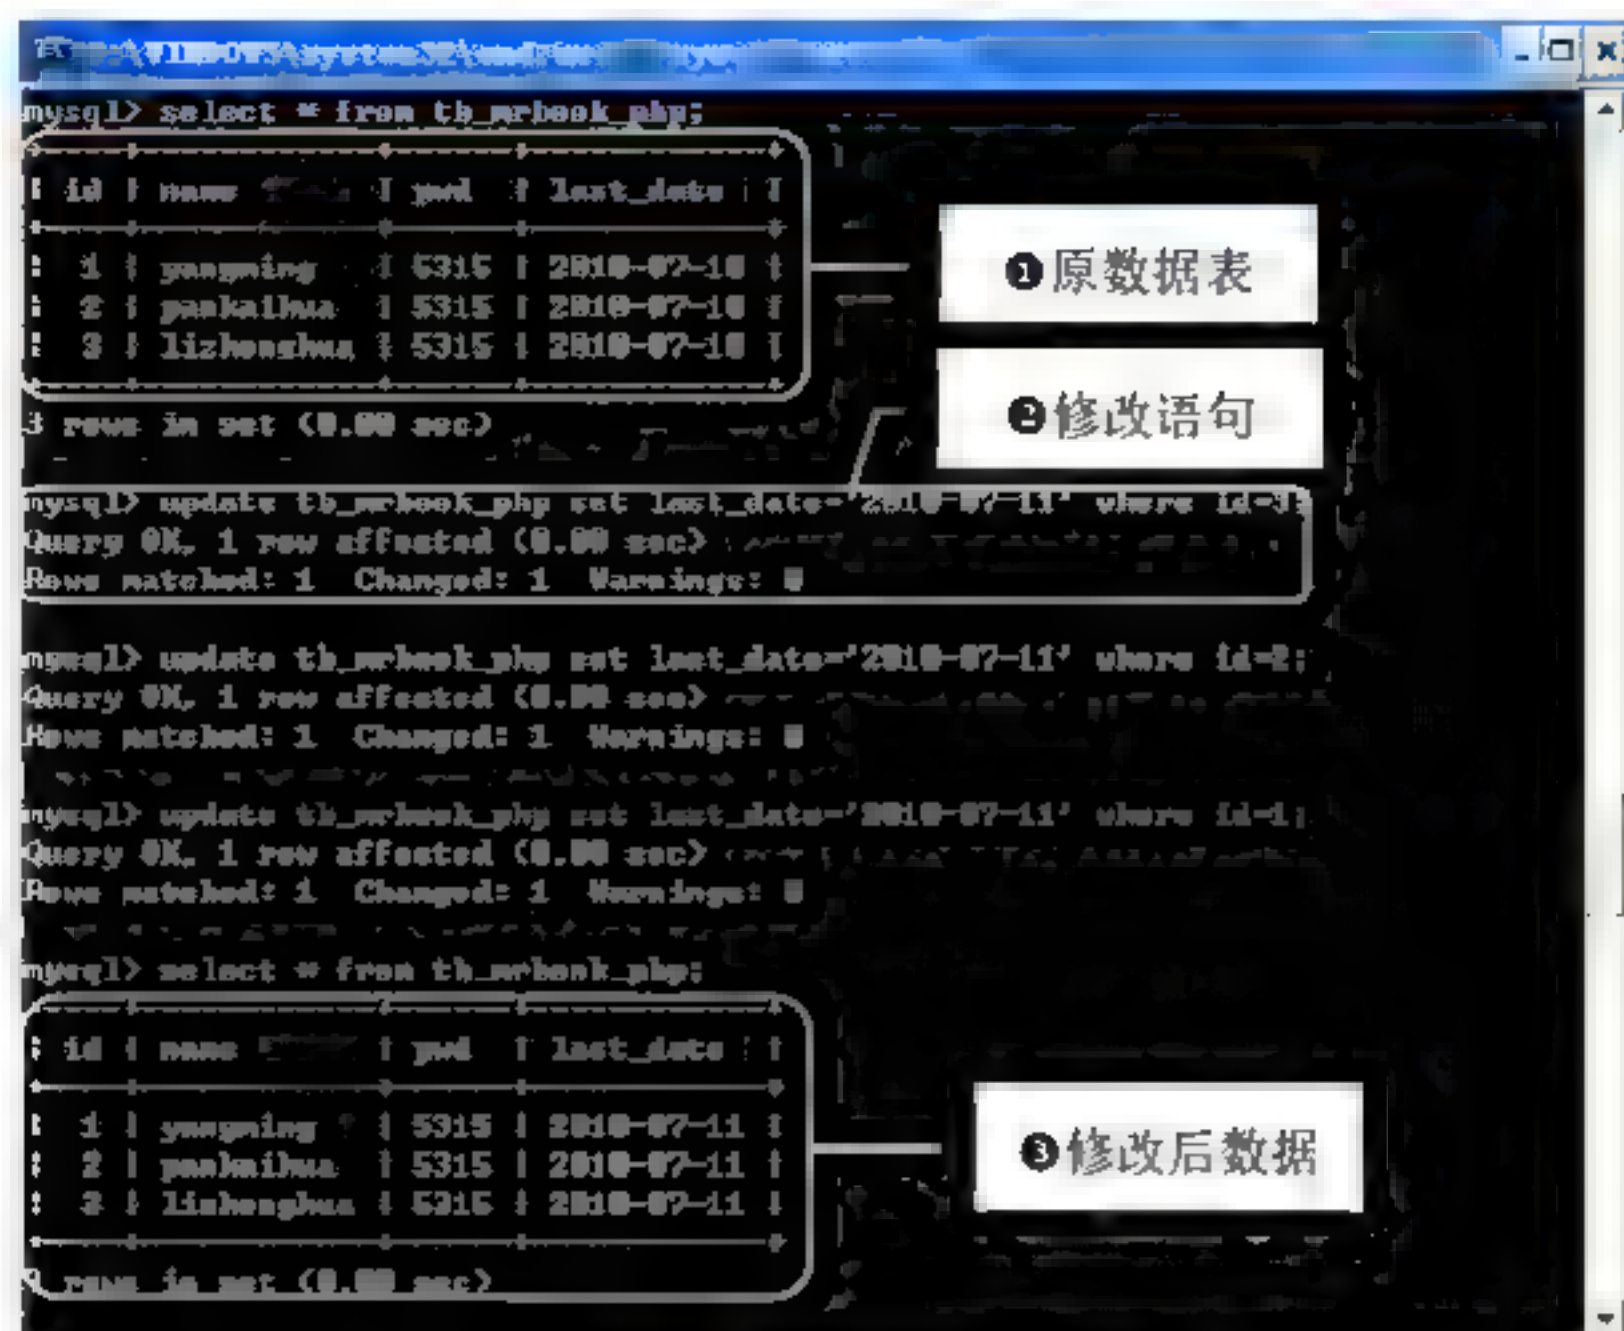 mysql> select * from tb_mrbook_php;
| id | name | pwd | last_date |
| 1 | yangming | 5315 | 2010-07-10 |
| 2 | pankaihua | 5315 | 2010-07-10 |
| 3 | lizhenghua | 5315 | 2010-07-10 |
❶原数据表
3 rows in set (0.00 sec)
❷修改语句
mysql> update tb_mrbook_php set last_date='2010-07-11' where id=3;
Query OK, 1 row affected (0.00 sec)
Rows matched: 1 Changed: 1 Warnings: 0
mysql> update tb_mrbook_php set last_date='2010-07-11' where id=2;
Query OK, 1 row affected (0.00 sec)
Rows matched: 1 Changed: 1 Warnings: 0
mysql> update tb_mrbook_php set last_date='2010-07-11' where id=1;
Query OK, 1 row affected (0.00 sec)
Rows matched: 1 Changed: 1 Warnings: 0
mysql> select * from tb_mrbook_php;
| id | name | pwd | last_date |
| 1 | yangming | 5315 | 2010-07-11 |
| 2 | pankaihua | 5315 | 2010-07-11 |
| 3 | lizhenghua | 5315 | 2010-07-11 |
❸修改后数据
3 rows in set (0.00 sec)